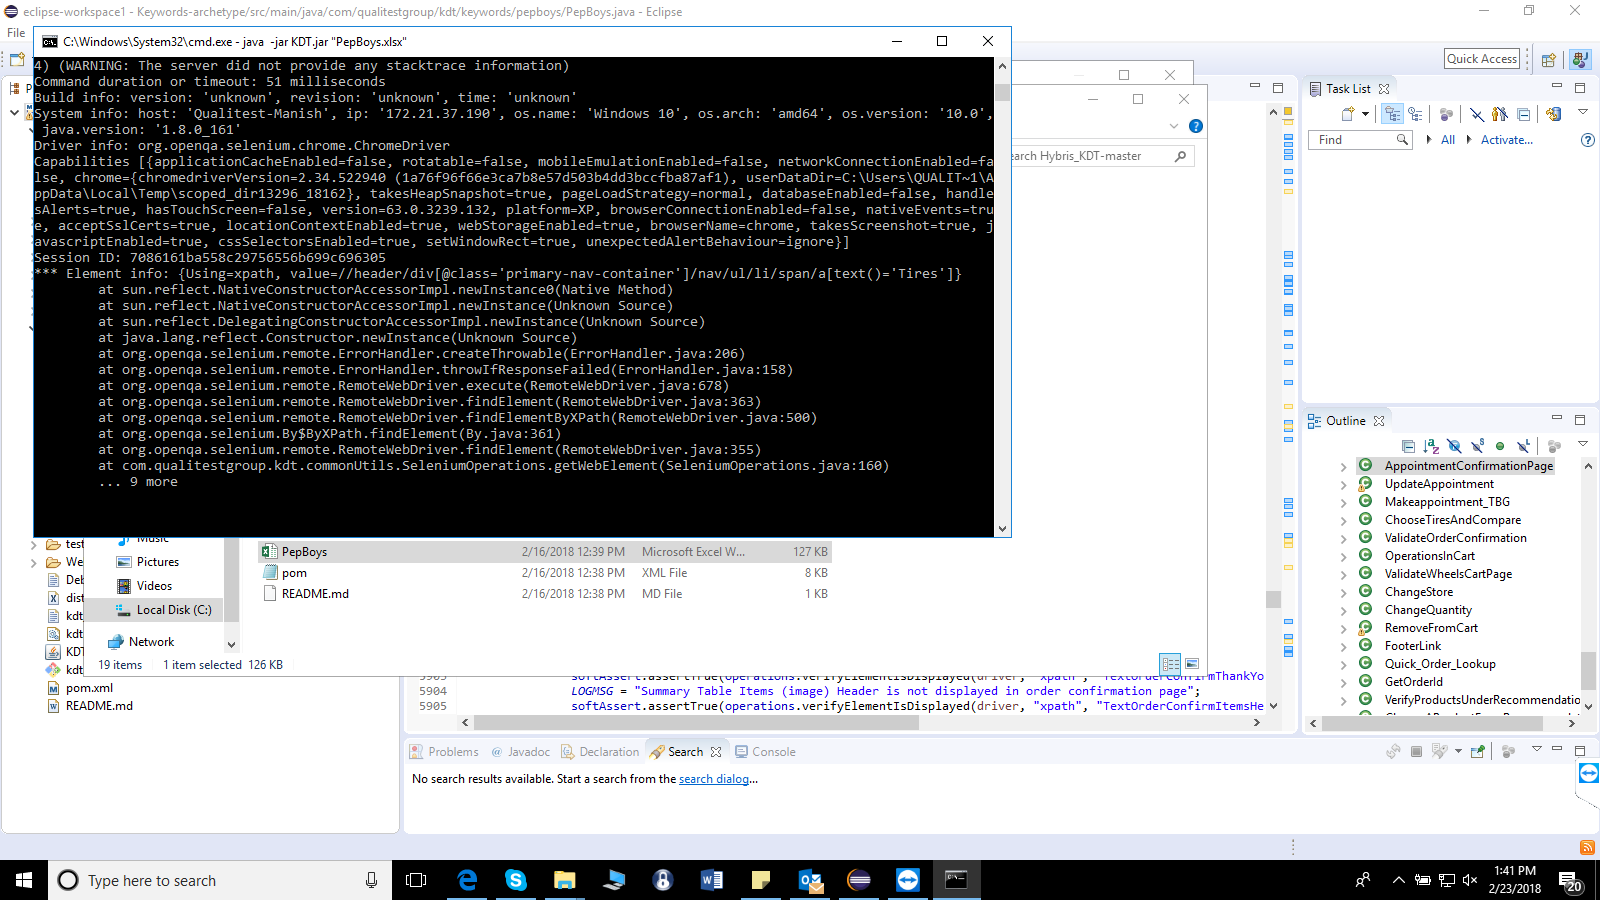 eclipse-workspace1 - Keywords-archetype/src/main/java/com/qualitestgroup/kdt/keywords/pepboys/PepBoys.java - Eclipse
File
C:\Windows\System32\cmd.exe - java  -jar KDT.jar "PepBoys.xlsx"
Quick Access
4) (WARNING: The server did not provide any stacktrace information)
Command duration or timeout: 51 milliseconds
Build info: version: 'unknown', revision: 'unknown', time: 'unknown'
System info: host: 'Qualitest-Manish', ip: '172.21.37.190', os.name: 'Windows 10', os.arch: 'amd64', os.version: '10.0',
 java.version: '1.8.0_161'
Driver info: org.openqa.selenium.chrome.ChromeDriver
Capabilities [{applicationCacheEnabled=false, rotatable=false, mobileEmulationEnabled=false, networkConnectionEnabled=fa
lse, chrome={chromedriverVersion=2.34.522940 (1a76f96f66e3ca7b8e57d503b4dd3bccfba87af1), userDataDir=C:\Users\QUALIT~1\A
ppData\Local\Temp\scoped_dir13296_18162}, takesHeapSnapshot=true, pageLoadStrategy=normal, databaseEnabled=false, handle
sAlerts=true, hasTouchScreen=false, version=63.0.3239.132, platform=XP, browserConnectionEnabled=false, nativeEvents=tru
e, acceptSslCerts=true, locationContextEnabled=true, webStorageEnabled=true, browserName=chrome, takesScreenshot=true, j
avascriptEnabled=true, cssSelectorsEnabled=true, setWindowRect=true, unexpectedAlertBehaviour=ignore}]
Session ID: 7086161ba558c29756556b699c696305
*** Element info: {Using=xpath, value=//header/div[@class='primary-nav-container']/nav/ul/li/span/a[text()='Tires']}
at sun.reflect.NativeConstructorAccessorImpl.newInstance0(Native Method)
at sun.reflect.NativeConstructorAccessorImpl.newInstance(Unknown Source)
at sun.reflect.DelegatingConstructorAccessorImpl.newInstance(Unknown Source)
at java.lang.reflect.Constructor.newInstance(Unknown Source)
at org.openqa.selenium.remote.ErrorHandler.createThrowable(ErrorHandler.java:206)
at org.openqa.selenium.remote.ErrorHandler.throwIfResponseFailed(ErrorHandler.java:158)
at org.openqa.selenium.remote.RemoteWebDriver.execute(RemoteWebDriver.java:678)
at org.openqa.selenium.remote.RemoteWebDriver.findElement(RemoteWebDriver.java:363)
at org.openqa.selenium.remote.RemoteWebDriver.findElementByXPath(RemoteWebDriver.java:500)
at org.openqa.selenium.By$ByXPath.findElement(By.java:361)
at org.openqa.selenium.remote.RemoteWebDriver.findElement(RemoteWebDriver.java:355)
at com.qualitestgroup.kdt.commonUtils.SeleniumOperations.getWebElement(SeleniumOperations.java:160)
... 9 more
earch Hybris_KDT-master
Task List
Find
All
Activate...
Outline
AppointmentConfirmationPage
UpdateAppointment
Makeappointment_TBG
ChooseTiresAndCompare
ValidateOrderConfirmation
OperationsInCart
ValidateWheelsCartPage
ChangeStore
ChangeQuantity
RemoveFromCart
FooterLink
Quick_Order_Lookup
GetOrderId
VerifyProductsUnderRecommendatio
test
We
Deb
dist
kdt
kdt
KDT
kdt
pom.xml
README.md
Music
Pictures
Videos
Local Disk (C:)
Network
PepBoys 2/16/2018 12:39 PM Microsoft Excel W... 127 KB
pom 2/16/2018 12:38 PM XML File 8 KB
README.md 2/16/2018 12:38 PM MD File 1 KB
19 items 1 item selected 126 KB
5903 softAssert.assertTrue(operations.verifyElementIsDisplayed(driver, "xpath", "TextOrderConfirmThankYo
5904 LOGMSG = "Summary Table Items (image) Header is not displayed in order confirmation page";
5905 softAssert.assertTrue(operations.verifyElementIsDisplayed(driver, "xpath", "TextOrderConfirmItemsHe
Problems
Javadoc
Declaration
Search
Console
No search results available. Start a search from the search dialog...
Type here to search
1:41 PM
2/23/2018
20